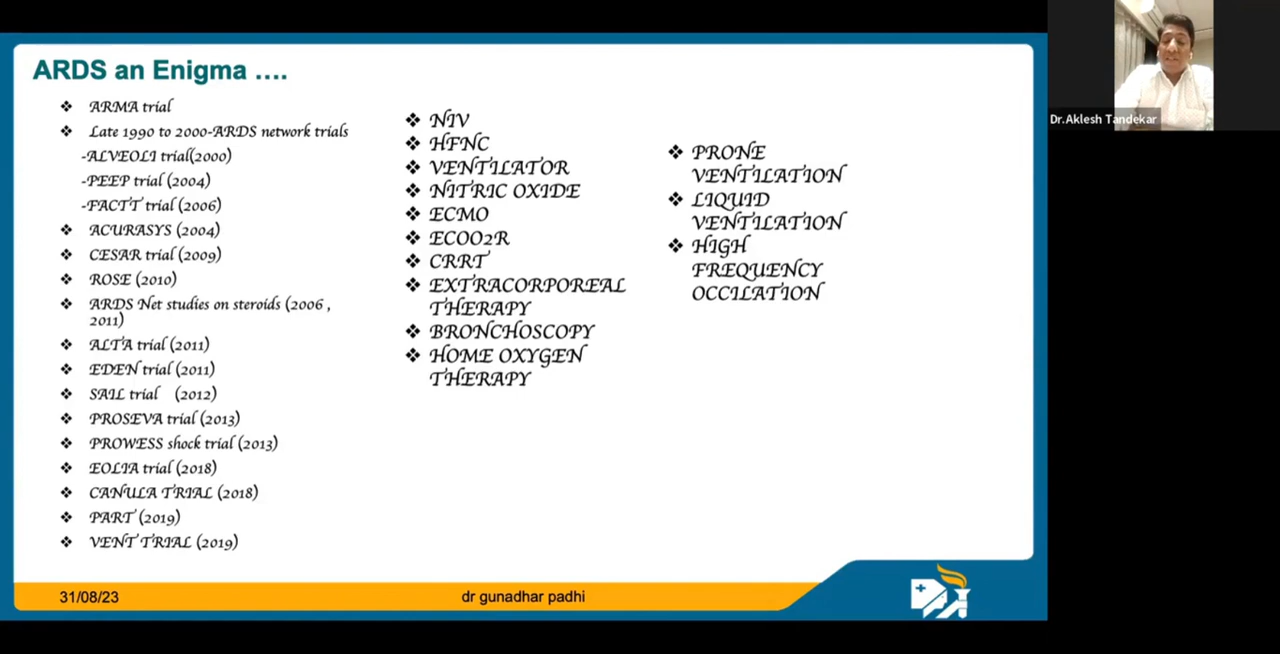 ARDS an Enigma ....
ARMA trial
Late 1990 to 2000-ARDS network trials
-ALVEOLI trial(2000)
-PEEP trial (2004)
-FACTT trial (2006)
ACURASYS (2004)
CESAR trial (2009)
ROSE (2010)
ARDS Net studies on steroids (2006 ,
2011)
ALTA trial (2011)
EDEN trial (2011)
SAIL trial (2012)
PROSEVA trial (2013)
PROWESS shock trial (2013)
EOLIA trial (2018)
CANULA TRIAL (2018)
PART (2019)
VENT TRIAL (2019)
NIV
HFNC
VENTILATOR
NITRIC OXIDE
ECMO
ECOO2R
CRRT
EXTRACORPOREAL
THERAPY
BRONCHOSCOPY
HOME OXYGEN
THERAPY
PRONE
VENTILATION
LIQUID
VENTILATION
HIGH
FREQUENCY
OCCILATION
31/08/23
dr gunadhar padhi
Dr.Aklesh Tandekar